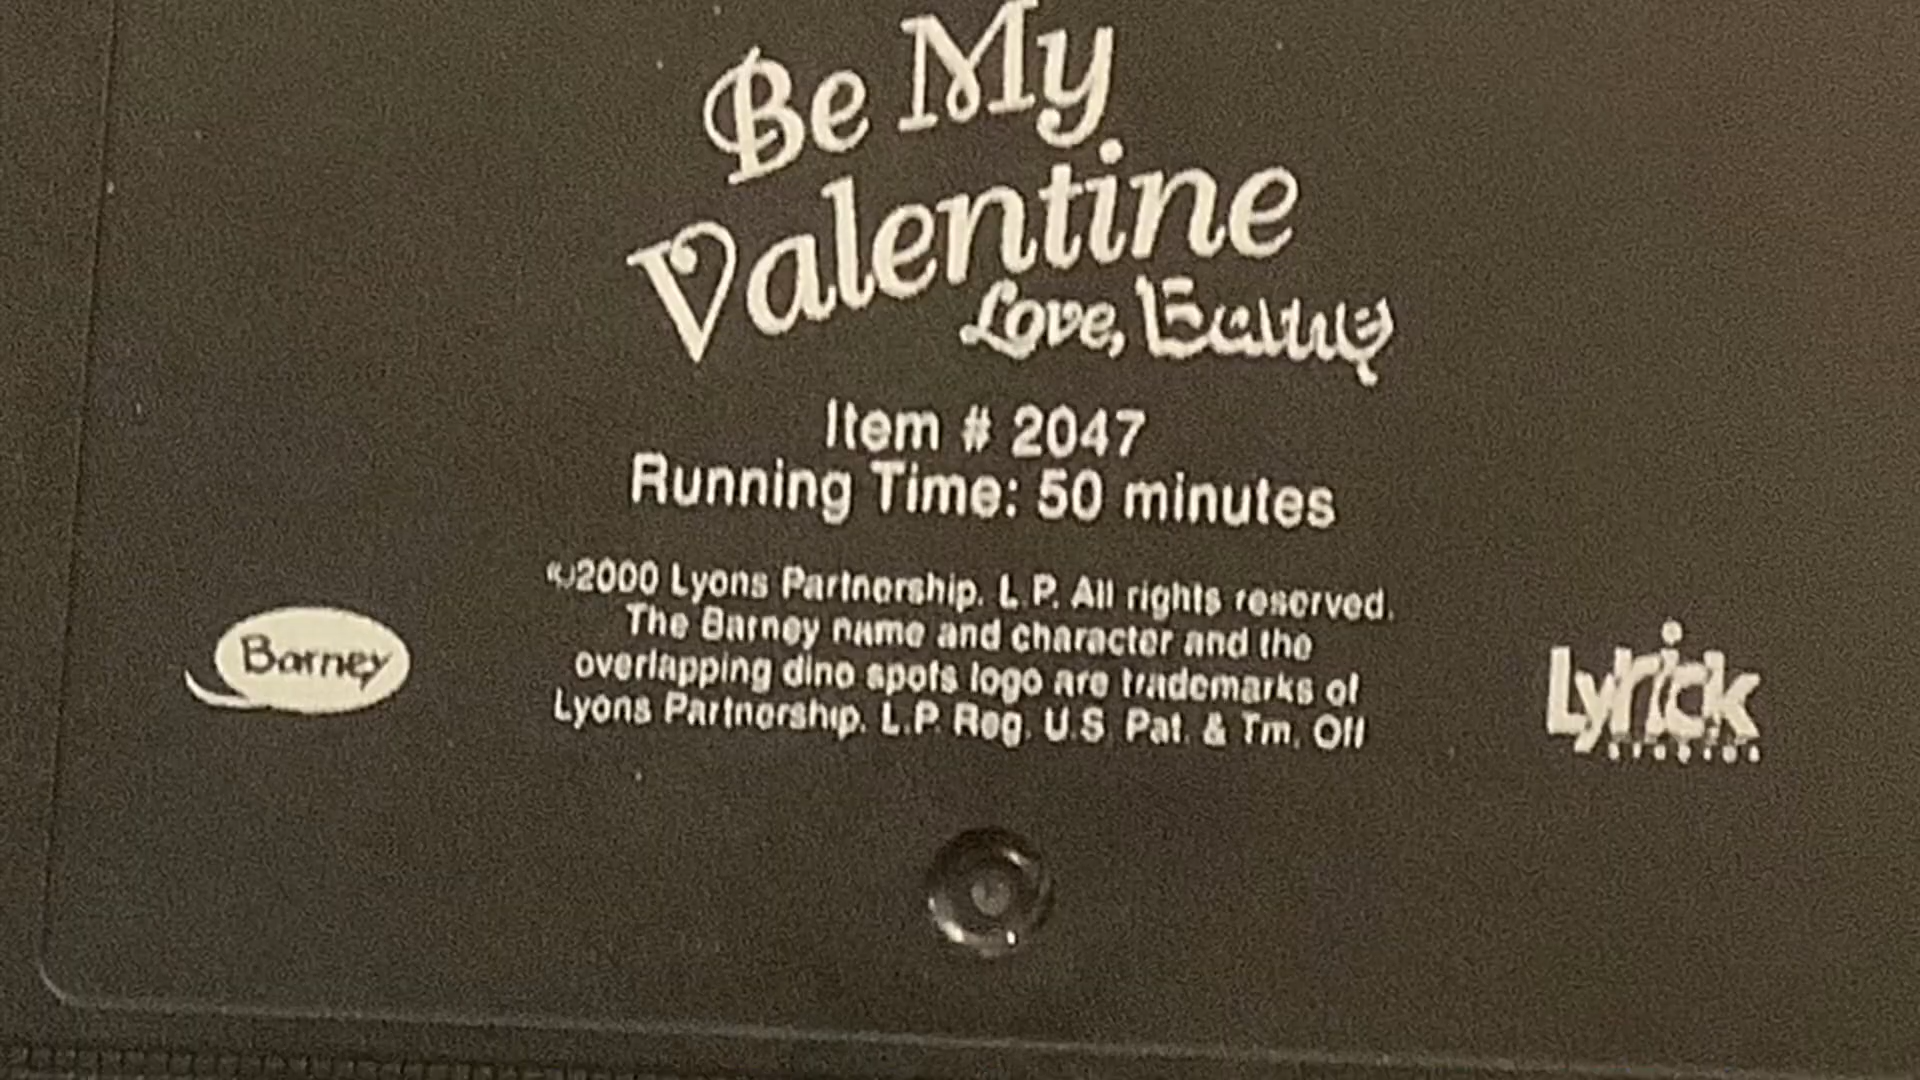 Be My
Valentine
Love, Barney
Item # 2047
Running Time: 50 minutes
©2000 Lyons Partnership, L.P. All rights reserved.
The Barney name and character and the
overlapping dino spots logo are trademarks of
Lyons Partnership, L.P. Reg. U.S. Pat. & Tm. Off
Barney
Lyrick
STUDIOS